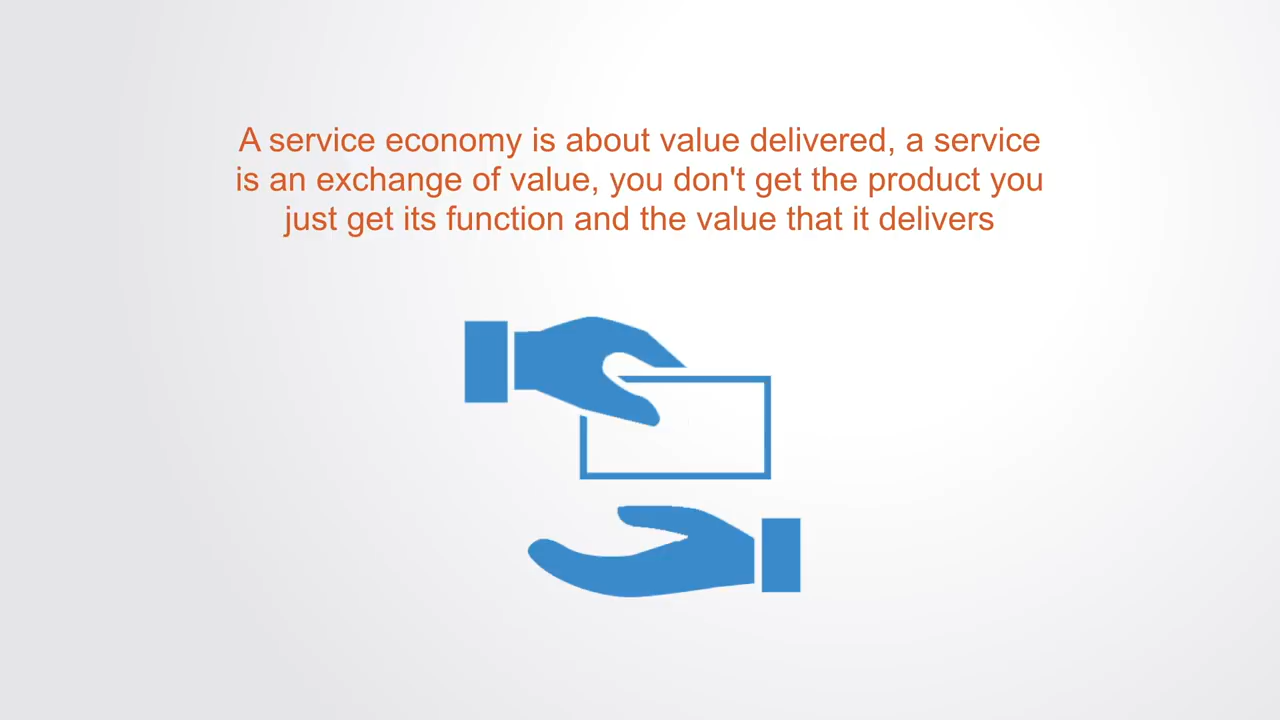 A service economy is about value delivered, a service
is an exchange of value, you don't get the product you
just get its function and the value that it delivers